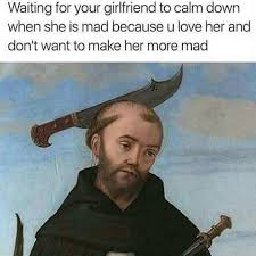 Waiting for your girlfriend to calm down
when she is mad because u love her and
don't want to make her more mad